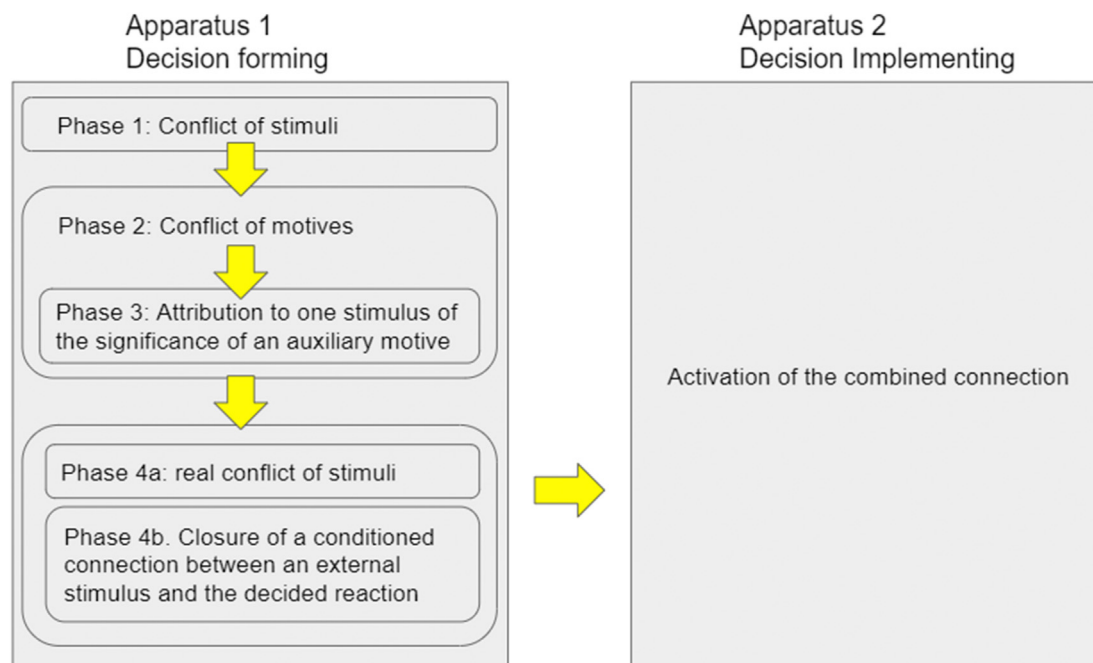 Apparatus 1
Decision forming
Phase 1: Conflict of stimuli
Phase 2: Conflict of motives
Phase 3: Attribution to one stimulus of
the significance of an auxiliary motive
Phase 4a: real conflict of stimuli
Phase 4b. Closure of a conditioned
connection between an external
stimulus and the decided reaction
Apparatus 2
Decision Implementing
Activation of the combined connection